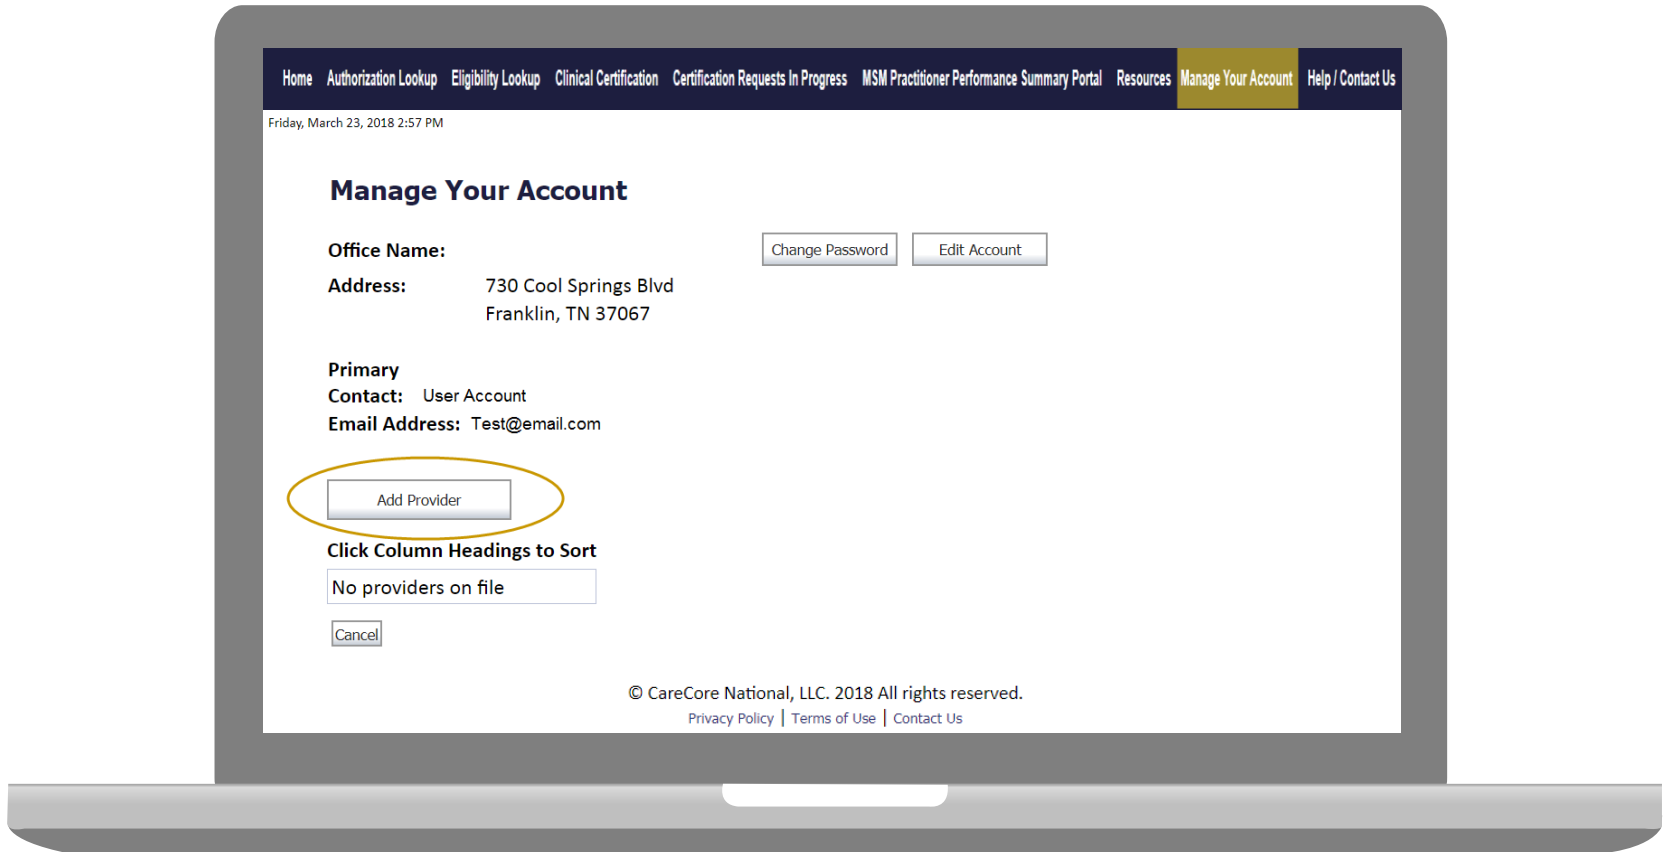 Home Authorization Lookup Eligibility Lookup Clinical Certification Certification Requests In Progress MSM Practitioner Performance Summary Portal Resources Manage Your Account Help / Contact Us
Friday, March 23, 2018 2:57 PM
Manage Your Account
Office Name:
Change Password Edit Account
Address: 730 Cool Springs Blvd
Franklin, TN 37067
Primary
Contact: User Account
Email Address: Test@email.com
Add Provider
Click Column Headings to Sort
No providers on file
Cancel
© CareCore National, LLC. 2018 All rights reserved.
Privacy Policy | Terms of Use | Contact Us